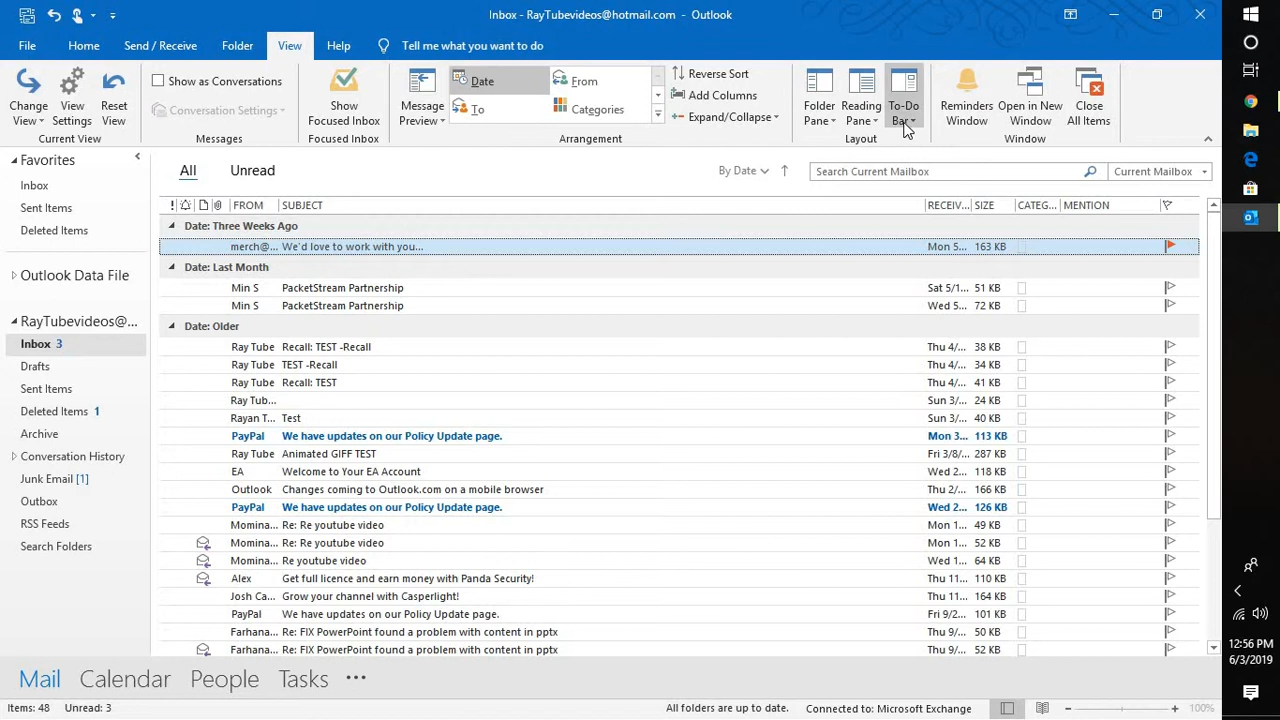 Inbox - RayTubevideos@hotmail.com - Outlook
File Home Send / Receive Folder View Help Tell me what you want to do
Change View View Settings Reset View
Current View
Show as Conversations
Conversation Settings
Messages
Show Focused Inbox
Focused Inbox
Message Preview
Date From
To Categories
Reverse Sort
Add Columns
Expand/Collapse
Arrangement
Folder Pane Reading Pane To-Do Bar
Layout
Reminders Window Open in New Window Close All Items
Window
Favorites
Inbox
Sent Items
Deleted Items
Outlook Data File
RayTubevideos@...
Inbox 3
Drafts
Sent Items
Deleted Items 1
Archive
Conversation History
Junk Email [1]
Outbox
RSS Feeds
Search Folders
All Unread By Date Search Current Mailbox Current Mailbox
FROM SUBJECT RECEIV... SIZE CATEG... MENTION
Date: Three Weeks Ago
merch@... We'd love to work with you... Mon 5... 163 KB
Date: Last Month
Min S PacketStream Partnership Sat 5/1... 51 KB
Min S PacketStream Partnership Wed 5... 72 KB
Date: Older
Ray Tube Recall: TEST -Recall Thu 4/... 38 KB
Ray Tube TEST -Recall Thu 4/... 34 KB
Ray Tube Recall: TEST Thu 4/... 41 KB
Ray Tub... Sun 3/... 24 KB
Rayan T... Test Sun 3/... 40 KB
PayPal We have updates on our Policy Update page. Mon 3... 113 KB
Ray Tube Animated GIFF TEST Fri 3/8/... 287 KB
EA Welcome to Your EA Account Wed 2... 118 KB
Outlook Changes coming to Outlook.com on a mobile browser Thu 2/... 166 KB
PayPal We have updates on our Policy Update page. Wed 2... 126 KB
Momina... Re: Re youtube video Mon 1... 49 KB
Momina... Re: Re youtube video Mon 1... 52 KB
Momina... Re youtube video Wed 1... 64 KB
Alex Get full licence and earn money with Panda Security! Thu 11... 110 KB
Josh Ca... Grow your channel with Casperlight! Thu 11... 164 KB
PayPal We have updates on our Policy Update page. Fri 9/2... 101 KB
Farhana... Re: FIX PowerPoint found a problem with content in pptx Thu 9/... 50 KB
Farhana... Re: FIX PowerPoint found a problem with content in pptx Thu 9/... 52 KB
Mail Calendar People Tasks •••
Items: 48 Unread: 3 All folders are up to date. Connected to: Microsoft Exchange 100%
12:56 PM
6/3/2019